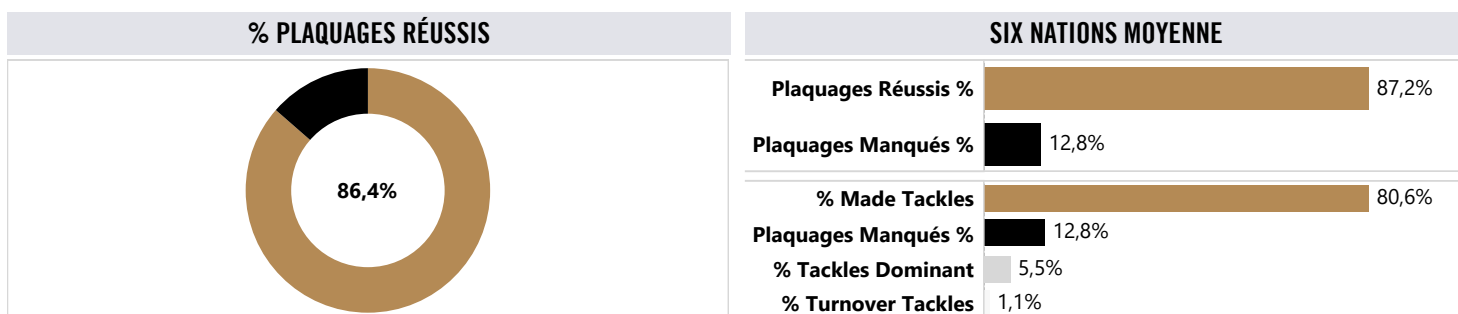 % PLAQUAGES RÉUSSIS
86,4%
SIX NATIONS MOYENNE
Plaquages Réussis % 87,2%
Plaquages Manqués % 12,8%
% Made Tackles 80,6%
Plaquages Manqués % 12,8%
% Tackles Dominant 5,5%
% Turnover Tackles 1,1%